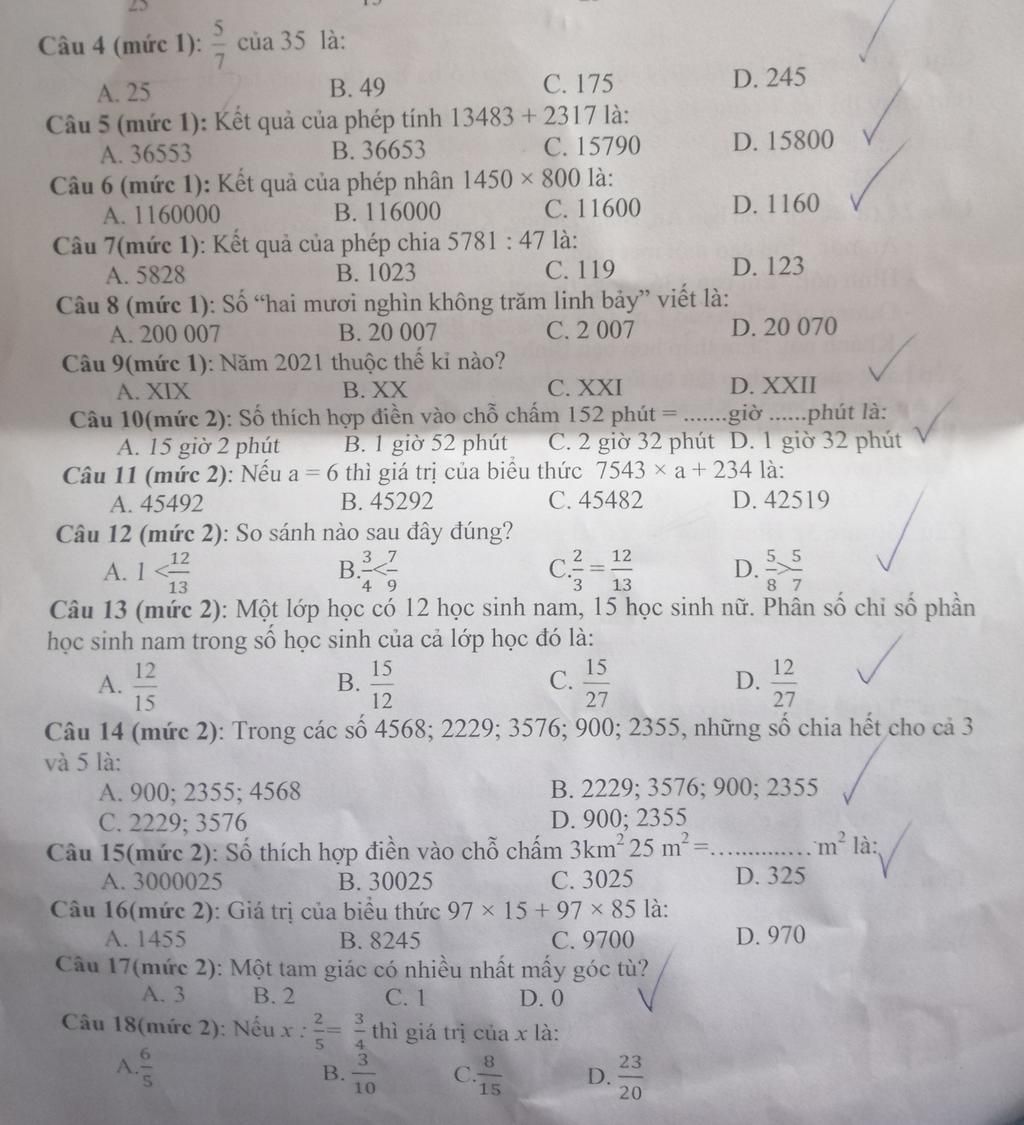 25
Câu 4 (mức 1): 5/7 của 35 là:
A. 25 B. 49 C. 175 D. 245
Câu 5 (mức 1): Kết quả của phép tính 13483 + 2317 là:
A. 36553 B. 36653 C. 15790 D. 15800
Câu 6 (mức 1): Kết quả của phép nhân 1450 × 800 là:
A. 1160000 B. 116000 C. 11600 D. 1160
Câu 7(mức 1): Kết quả của phép chia 5781 : 47 là:
A. 5828 B. 1023 C. 119 D. 123
Câu 8 (mức 1): Số “hai mươi nghìn không trăm linh bảy” viết là:
A. 200 007 B. 20 007 C. 2 007 D. 20 070
Câu 9(mức 1): Năm 2021 thuộc thế kỉ nào?
A. XIX B. XX C. XXI D. XXII
Câu 10(mức 2): Số thích hợp điền vào chỗ chấm 152 phút = .......giờ ......phút là:
A. 15 giờ 2 phút B. 1 giờ 52 phút C. 2 giờ 32 phút D. 1 giờ 32 phút
Câu 11 (mức 2): Nếu a = 6 thì giá trị của biểu thức 7543 × a + 234 là:
A. 45492 B. 45292 C. 45482 D. 42519
Câu 12 (mức 2): So sánh nào sau đây đúng?
A. 1 < 12/13 B. 3/4 < 7/9 C. 2/3 = 12/13 D. 5/8 > 5/7
Câu 13 (mức 2): Một lớp học có 12 học sinh nam, 15 học sinh nữ. Phân số chỉ số phần
học sinh nam trong số học sinh của cả lớp học đó là:
A. 12/15 B. 15/12 C. 15/27 D. 12/27
Câu 14 (mức 2): Trong các số 4568; 2229; 3576; 900; 2355, những số chia hết cho cả 3
và 5 là:
A. 900; 2355; 4568 B. 2229; 3576; 900; 2355
C. 2229; 3576 D. 900; 2355
Câu 15(mức 2): Số thích hợp điền vào chỗ chấm 3km² 25 m² =.............. m² là:
A. 3000025 B. 30025 C. 3025 D. 325
Câu 16(mức 2): Giá trị của biểu thức 97 × 15 + 97 × 85 là:
A. 1455 B. 8245 C. 9700 D. 970
Câu 17(mức 2): Một tam giác có nhiều nhất mấy góc tù?
A. 3 B. 2 C. 1 D. 0
Câu 18(mức 2): Nếu x : 2/5 = 3/4 thì giá trị của x là:
A. 6/5 B. 3/10 C. 8/15 D. 23/20